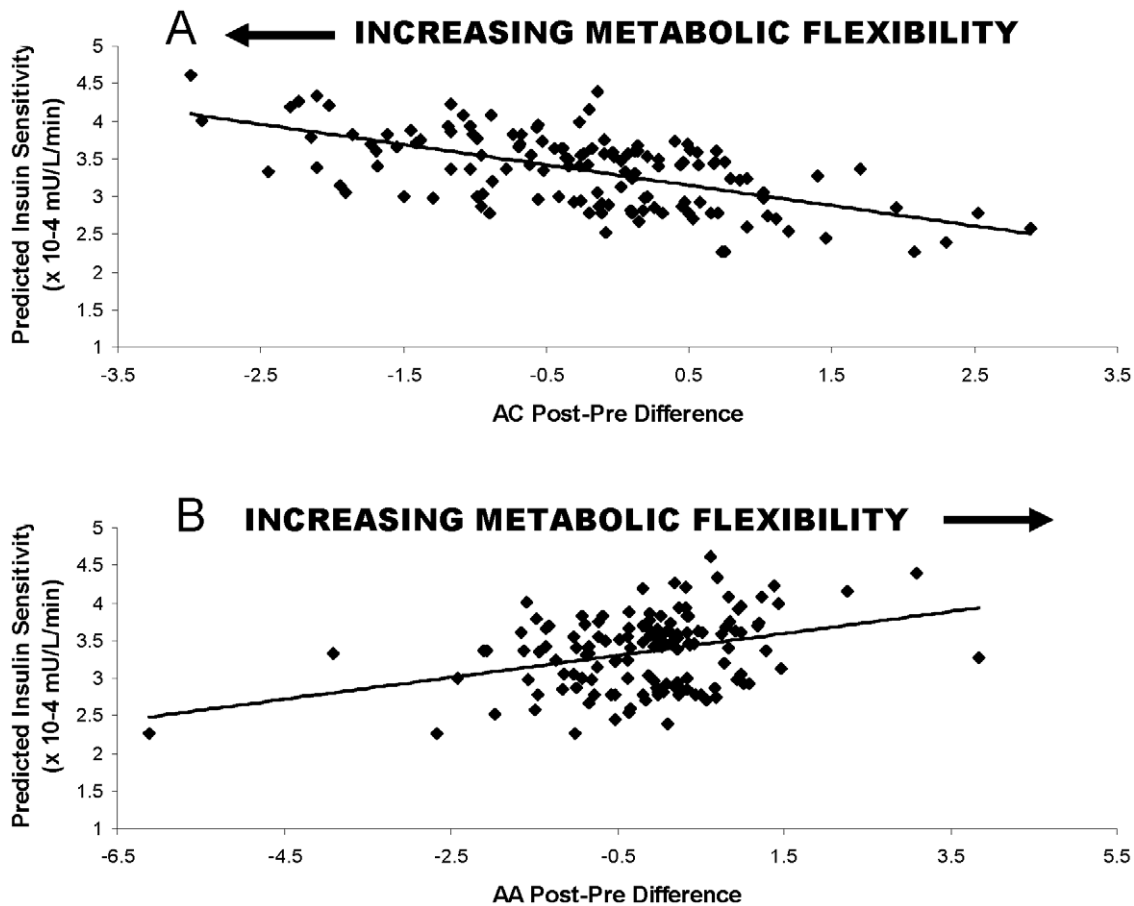 A INCREASING METABOLIC FLEXIBILITY
Predicted Insuin Sensitivity
(x 10-4 mU/L/min)
5
4.5
4
3.5
3
2.5
2
1.5
1
-3.5 -2.5 -1.5 -0.5 0.5 1.5 2.5 3.5
AC Post-Pre Difference
B INCREASING METABOLIC FLEXIBILITY
Predicted Insulin Sensitivity
(x 10-4 mU/L/min)
5
4.5
4
3.5
3
2.5
2
1.5
1
-6.5 -4.5 -2.5 -0.5 1.5 3.5 5.5
AA Post-Pre Difference